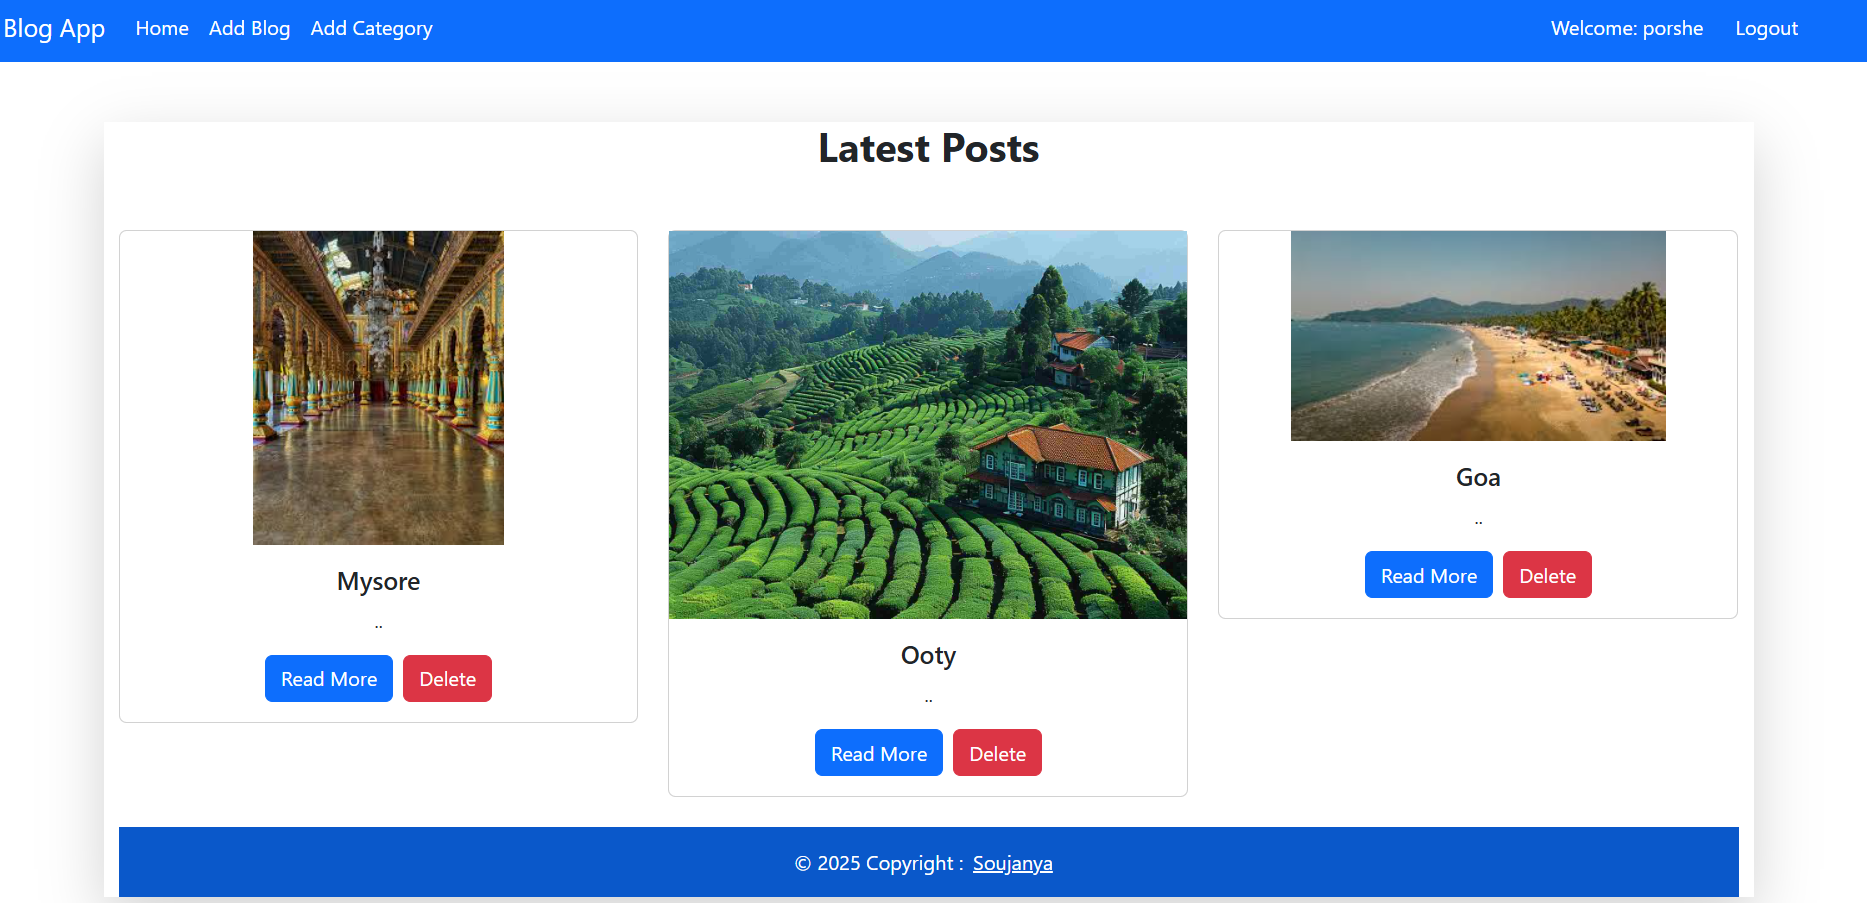 Blog App Home Add Blog Add Category Welcome: porshe Logout
Latest Posts
Mysore
..
Read More Delete
Ooty
..
Read More Delete
Goa
..
Read More Delete
© 2025 Copyright : Soujanya